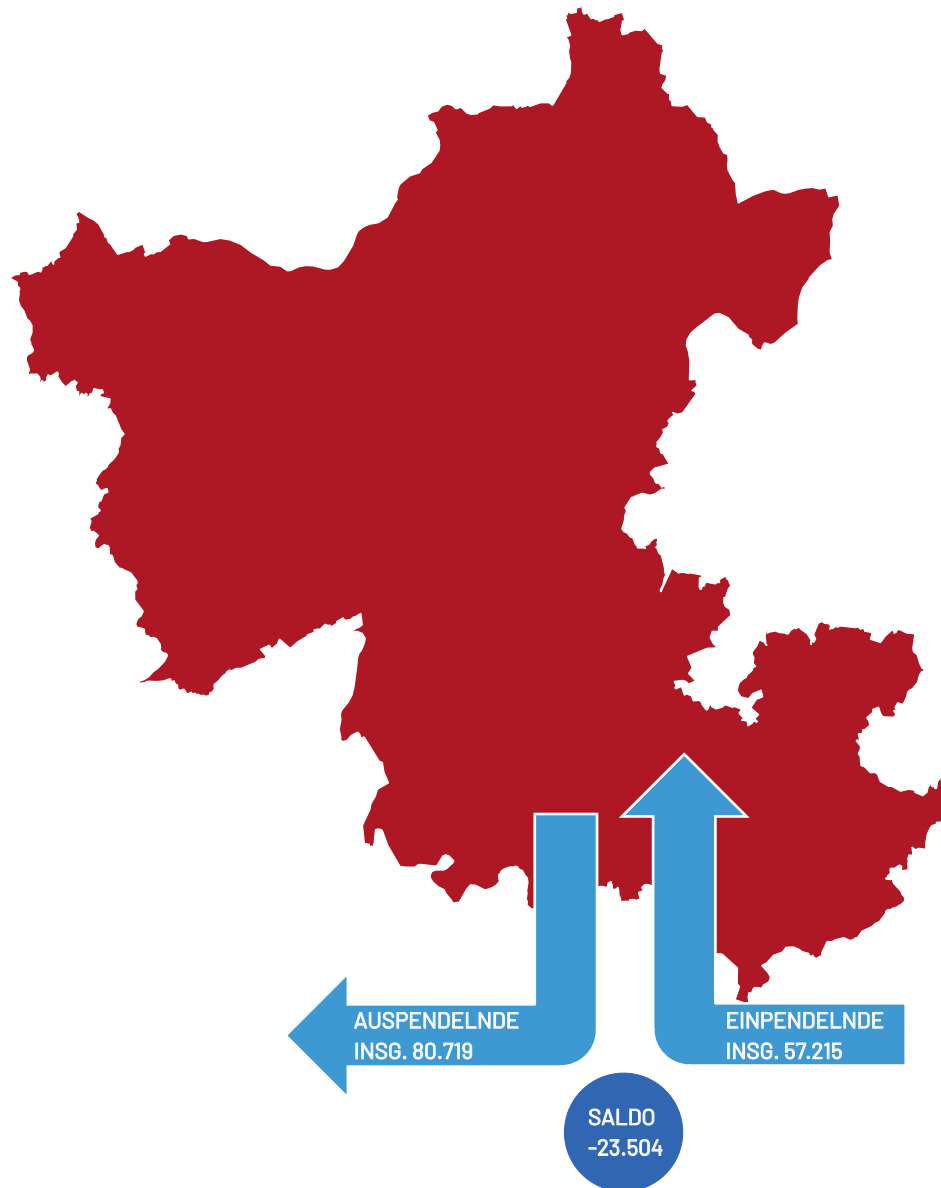 AUSPENDELNDE
INSG. 80.719
EINPENDELNDE
INSG. 57.215
SALDO
-23.504